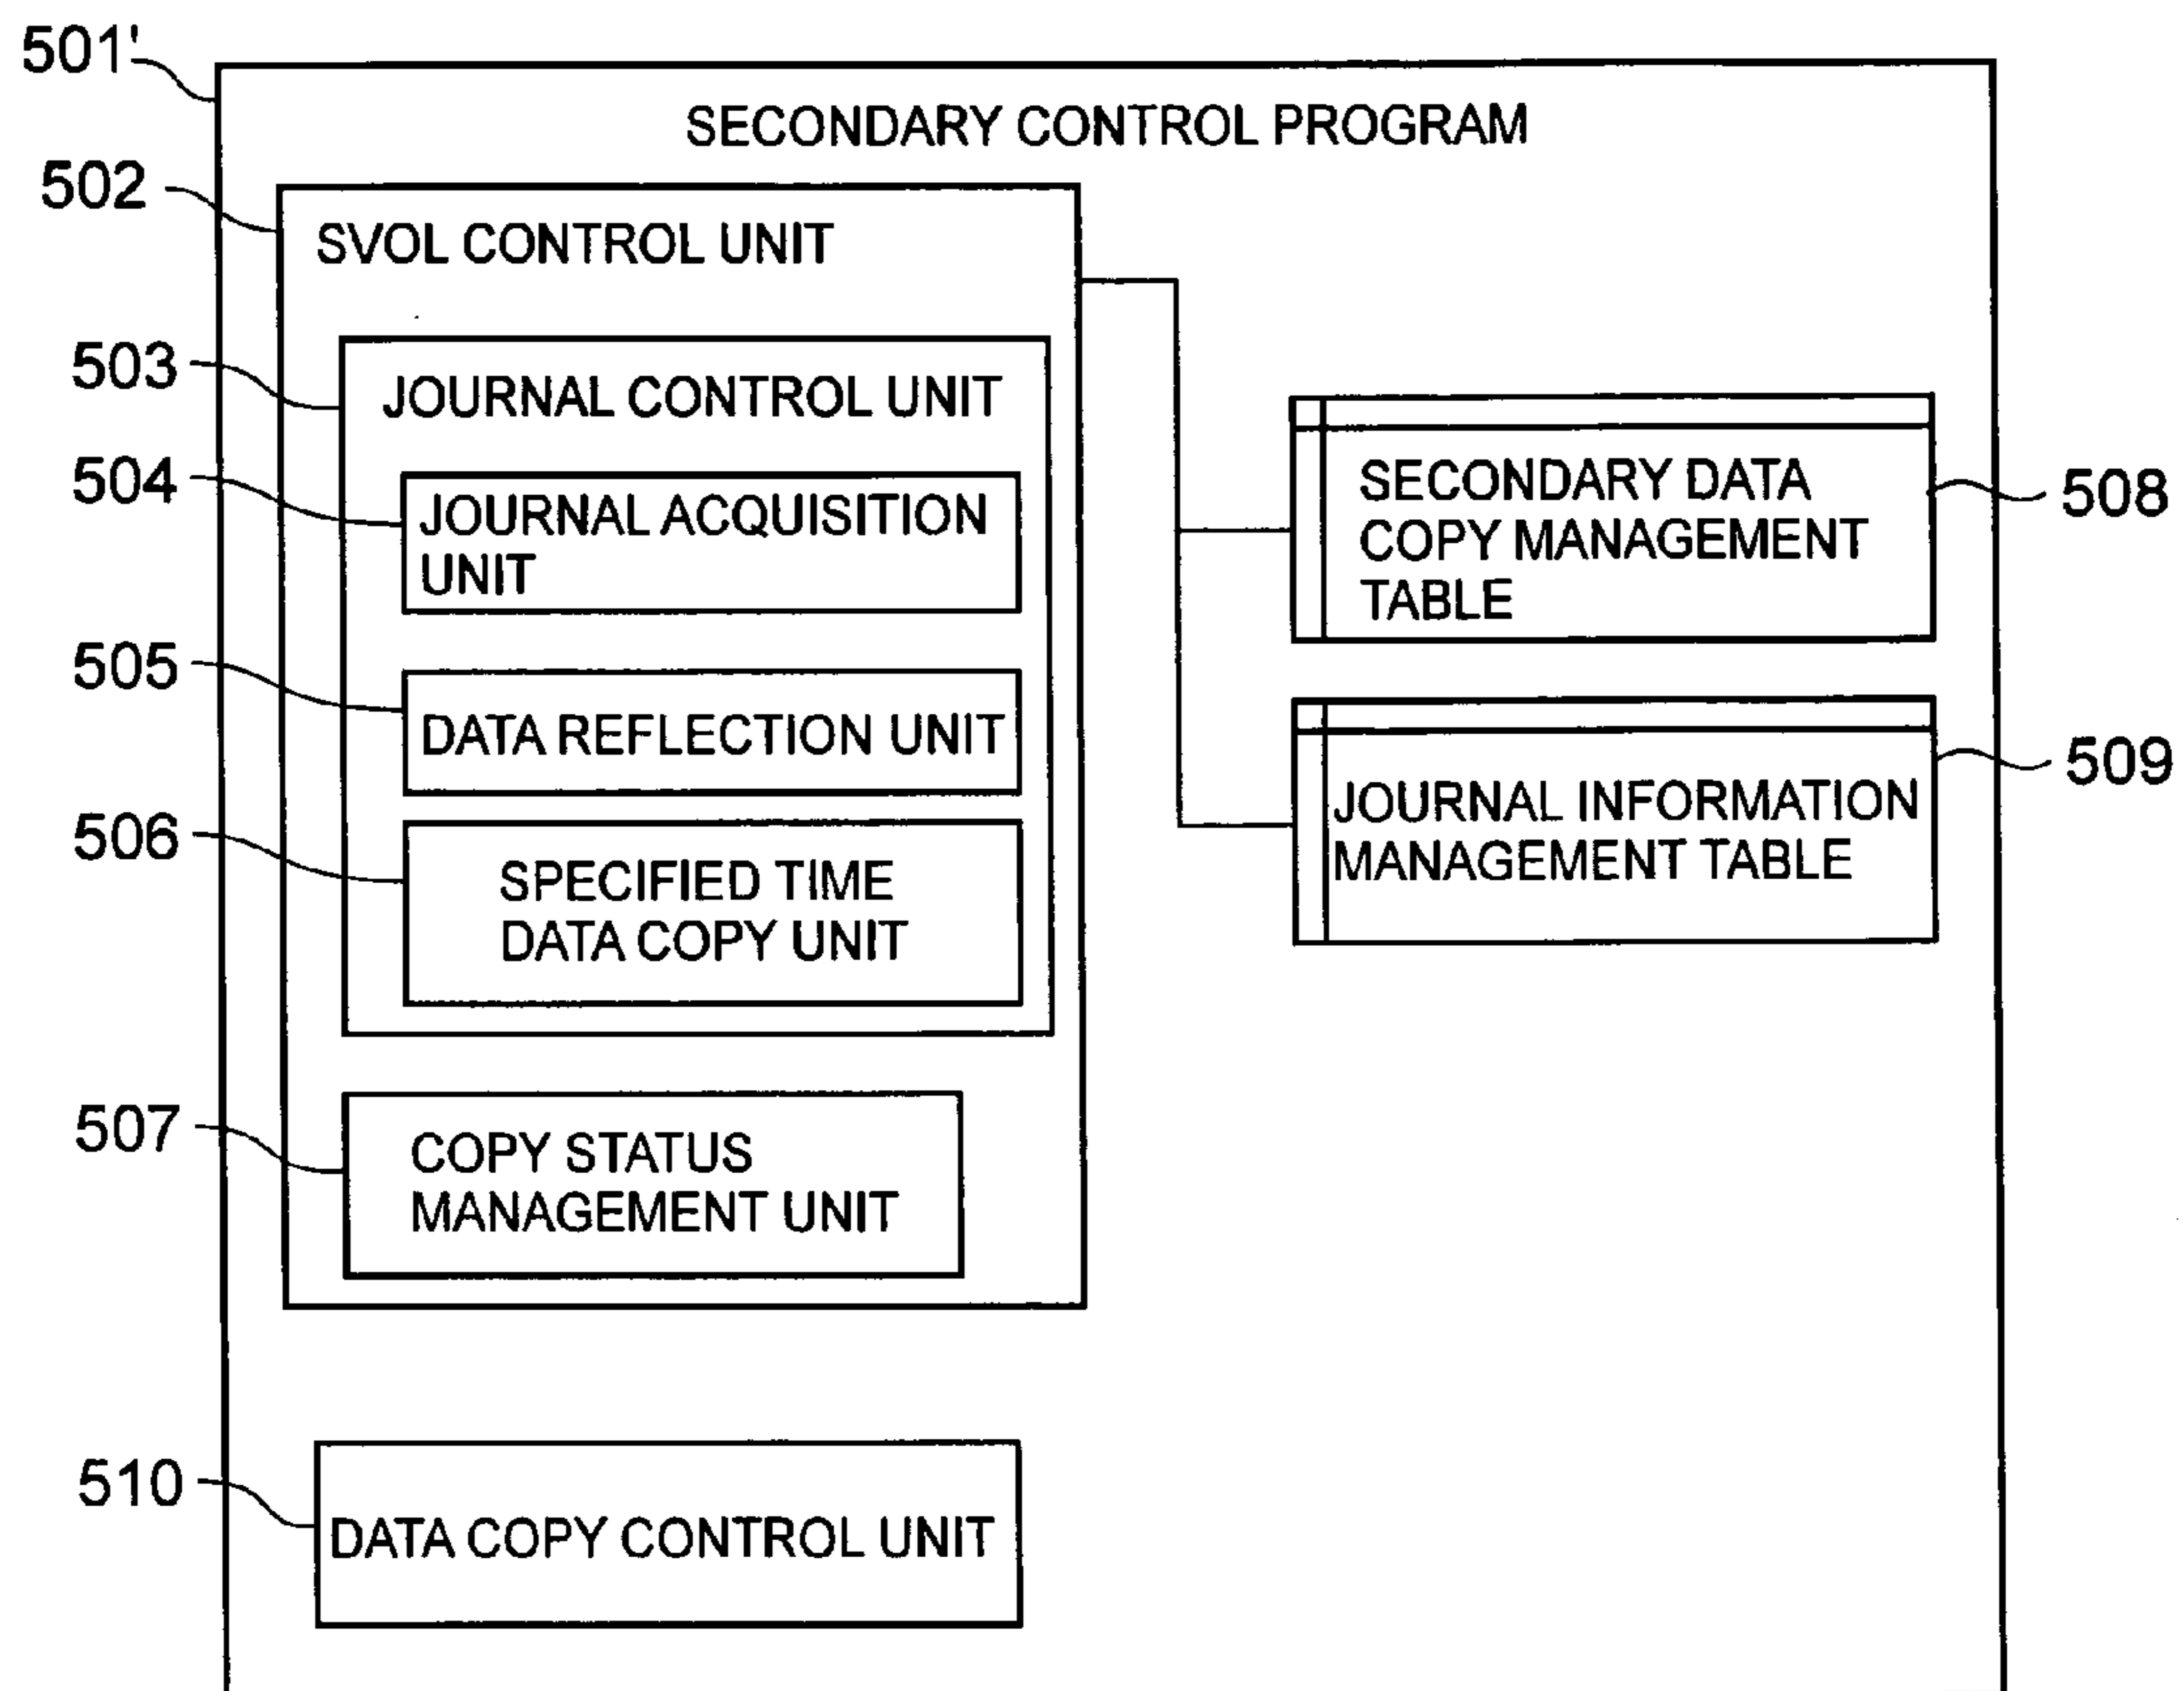 501'
SECONDARY CONTROL PROGRAM
502
SVOL CONTROL UNIT
503
JOURNAL CONTROL UNIT
504
JOURNAL ACQUISITION
UNIT
505
DATA REFLECTION UNIT
506
SPECIFIED TIME
DATA COPY UNIT
507
COPY STATUS
MANAGEMENT UNIT
SECONDARY DATA
COPY MANAGEMENT
TABLE
508
JOURNAL INFORMATION
MANAGEMENT TABLE
509
510
DATA COPY CONTROL UNIT